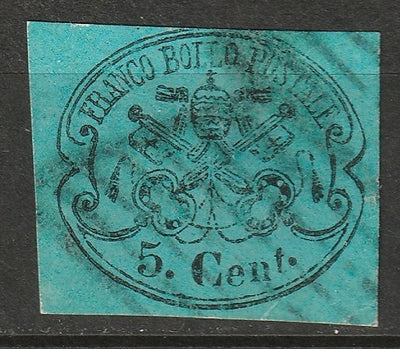 FRANCO BOLLO POSTALE
5. Cent.